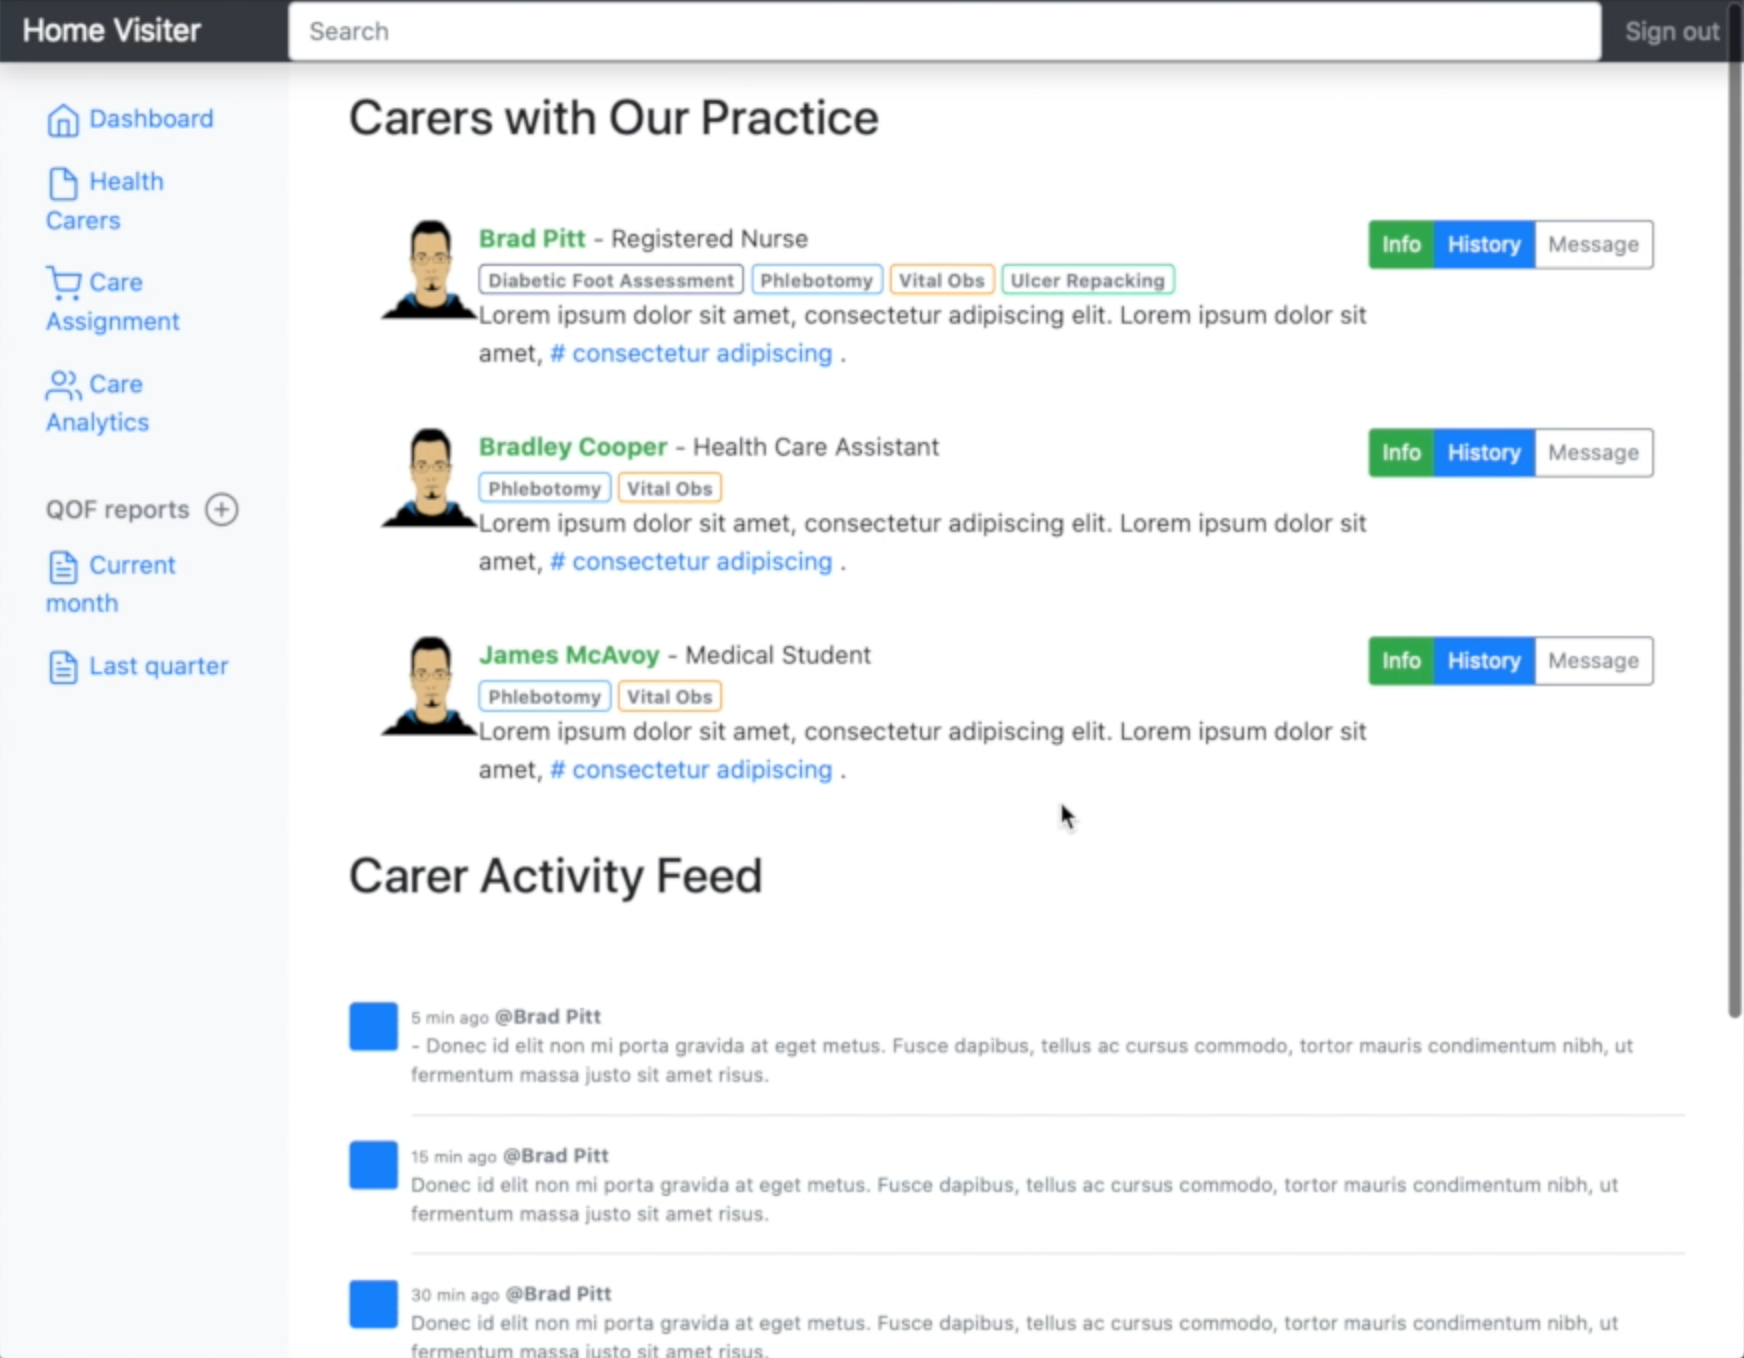 Home Visiter
Search
Sign out
Dashboard
Health
Carers
Care
Assignment
Care
Analytics
QOF reports
Current
month
Last quarter
Carers with Our Practice
Brad Pitt - Registered Nurse
Diabetic Foot Assessment Phlebotomy Vital Obs Ulcer Repacking
Lorem ipsum dolor sit amet, consectetur adipiscing elit. Lorem ipsum dolor sit
amet, # consectetur adipiscing .
Info History Message
Bradley Cooper - Health Care Assistant
Phlebotomy Vital Obs
Lorem ipsum dolor sit amet, consectetur adipiscing elit. Lorem ipsum dolor sit
amet, # consectetur adipiscing .
Info History Message
James McAvoy - Medical Student
Phlebotomy Vital Obs
Lorem ipsum dolor sit amet, consectetur adipiscing elit. Lorem ipsum dolor sit
amet, # consectetur adipiscing .
Info History Message
Carer Activity Feed
5 min ago @Brad Pitt
- Donec id elit non mi porta gravida at eget metus. Fusce dapibus, tellus ac cursus commodo, tortor mauris condimentum nibh, ut
fermentum massa justo sit amet risus.
15 min ago @Brad Pitt
Donec id elit non mi porta gravida at eget metus. Fusce dapibus, tellus ac cursus commodo, tortor mauris condimentum nibh, ut
fermentum massa justo sit amet risus.
30 min ago @Brad Pitt
Donec id elit non mi porta gravida at eget metus. Fusce dapibus, tellus ac cursus commodo, tortor mauris condimentum nibh, ut
fermentum massa justo sit amet risus.